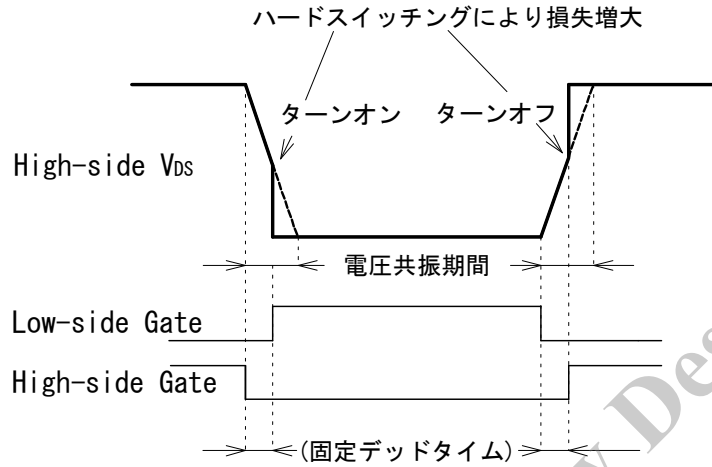 ハードスイッチングにより損失増大
ターンオン ターンオフ
High-side VDS
電圧共振期間
Low-side Gate
High-side Gate
(固定デッドタイム)